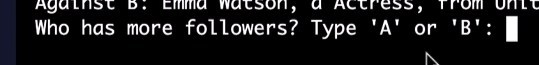 Against B: Emma Watson, a Actress, from Unit
Who has more followers? Type 'A' or 'B':